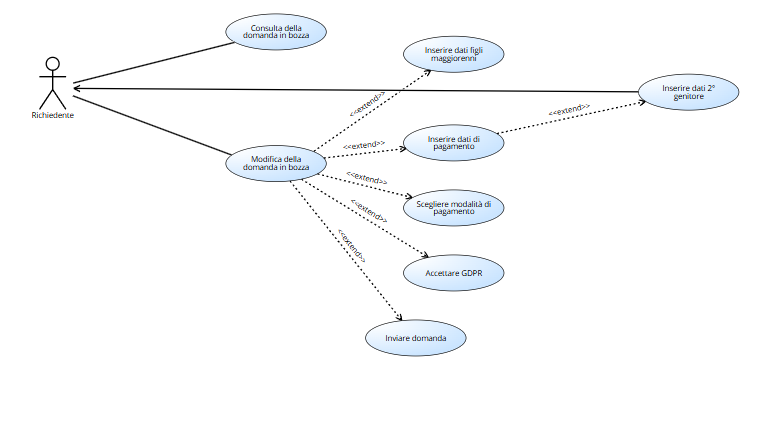 Consulta della
domanda in bozza
Inserire dati figli
maggiorenni
Richiedente
Inserire dati 2°
genitore
<<extend>>
<<extend>>
Inserire dati di
pagamento
<<extend>>
Modifica della
domanda in bozza
<<extend>>
Scegliere modalità di
pagamento
<<extend>>
<<extend>>
Accettare GDPR
Inviare domanda